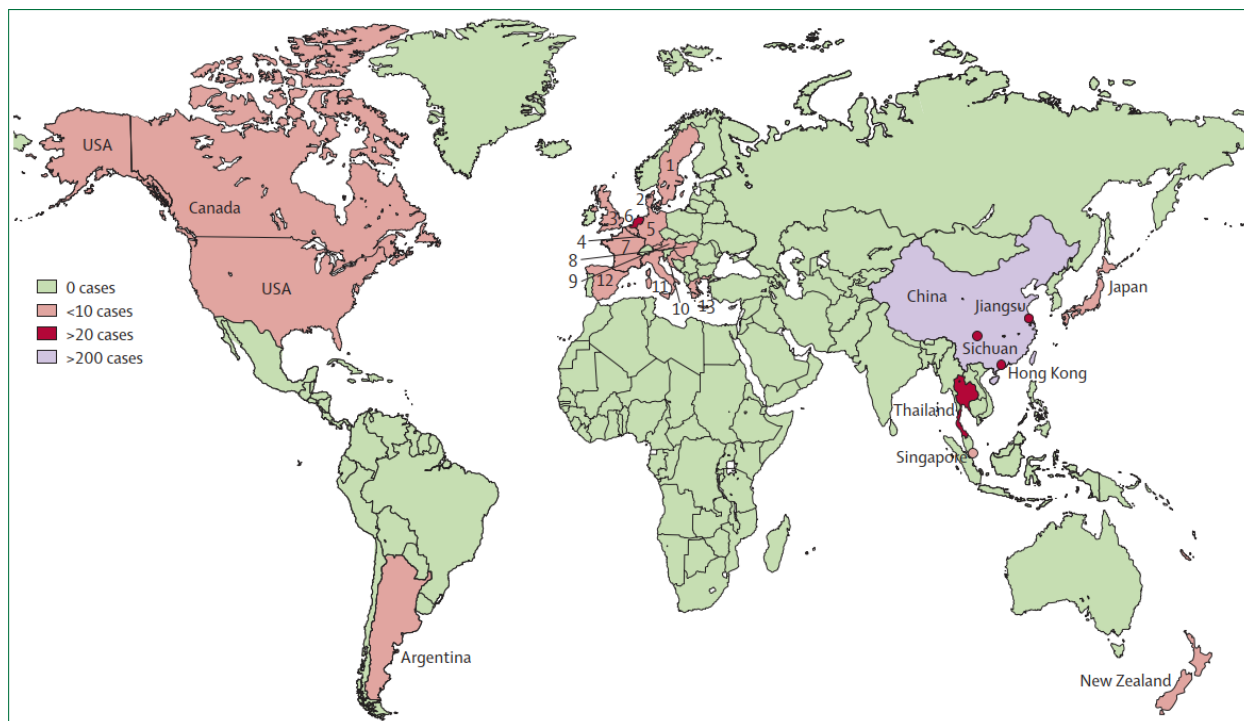 USA
Canada
USA
0 cases
<10 cases
>20 cases
>200 cases
Argentina
1
2
3
6
4
5
7
8
9
12
11
10
13
China
Jiangsu
Japan
Sichuan
Hong Kong
Thailand
Singapore
New Zealand